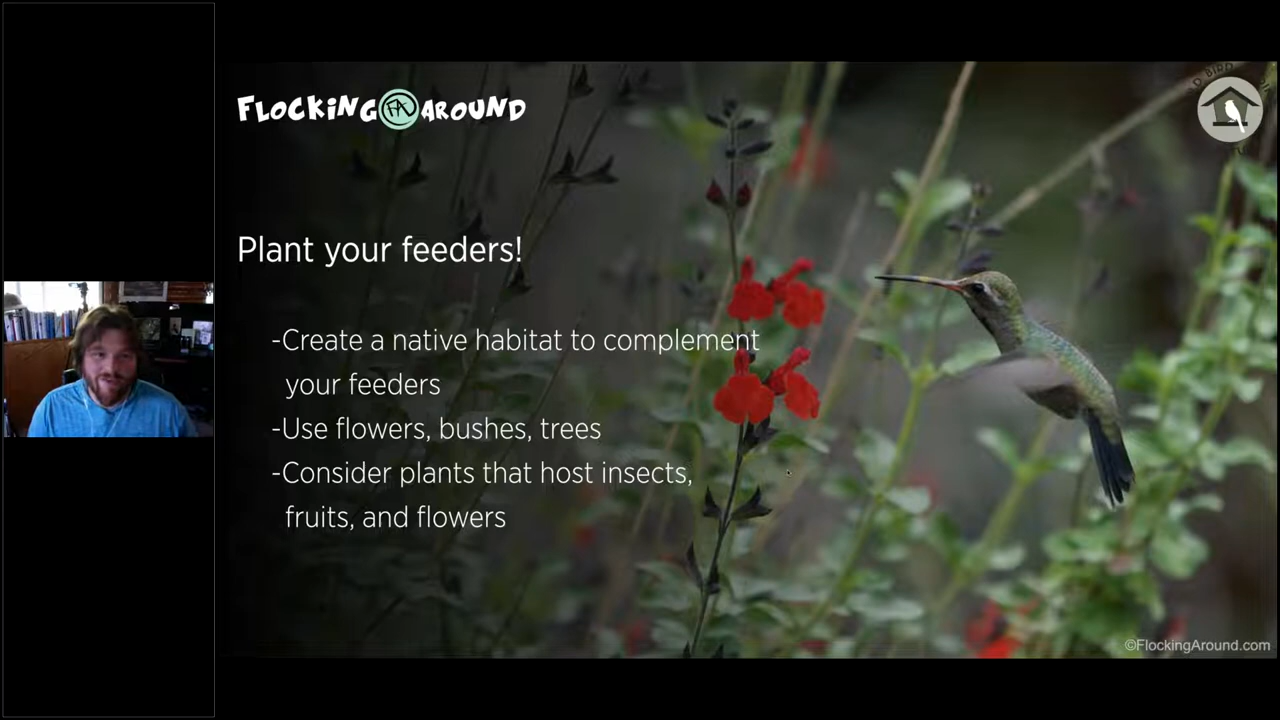 FLOCKiNG FA AROUND
Plant your feeders!
-Create a native habitat to complement
your feeders
-Use flowers, bushes, trees
-Consider plants that host insects,
fruits, and flowers
©FlockingAround.com